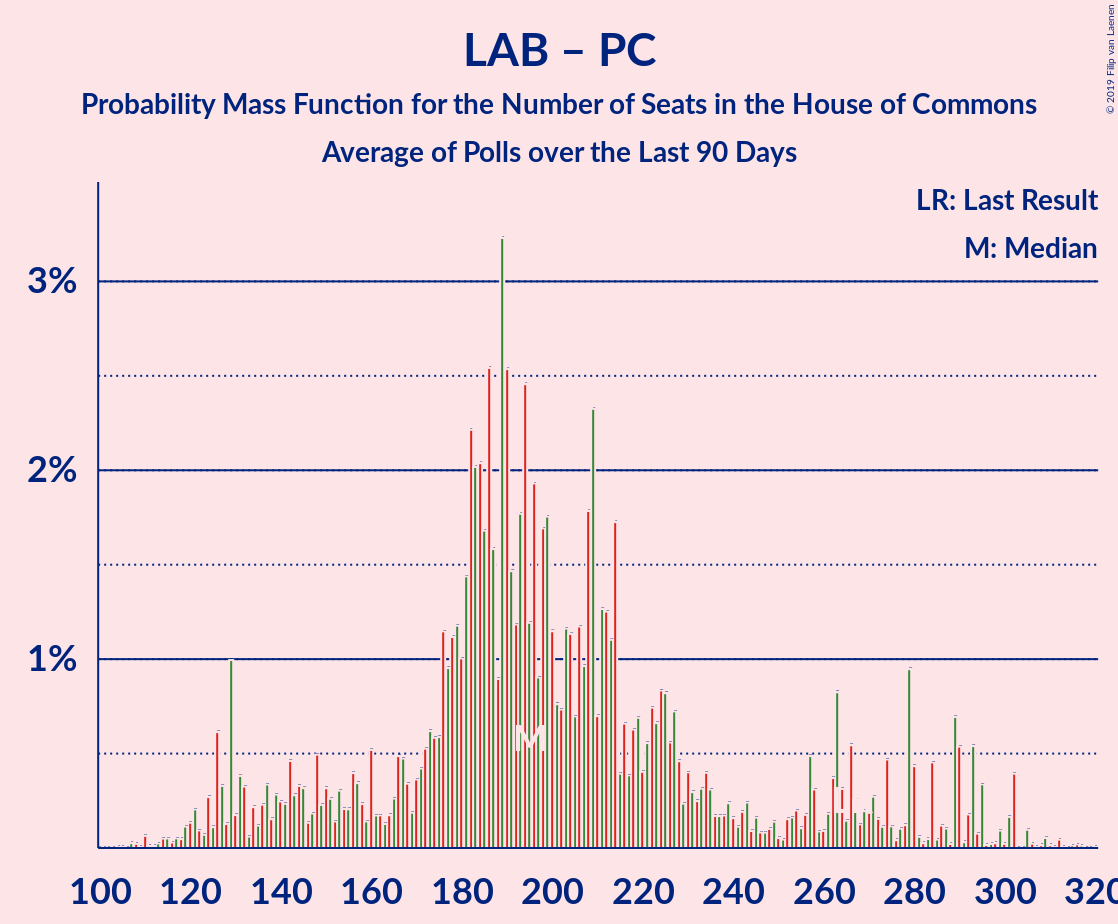 LAB – PC
Probability Mass Function for the Number of Seats in the House of Commons
Average of Polls over the Last 90 Days
© 2019 Filip van Laenen
LR: Last Result
M: Median
3%
2%
1%
M
L
100 120 140 160 180 200 220 240 260 280 300 320